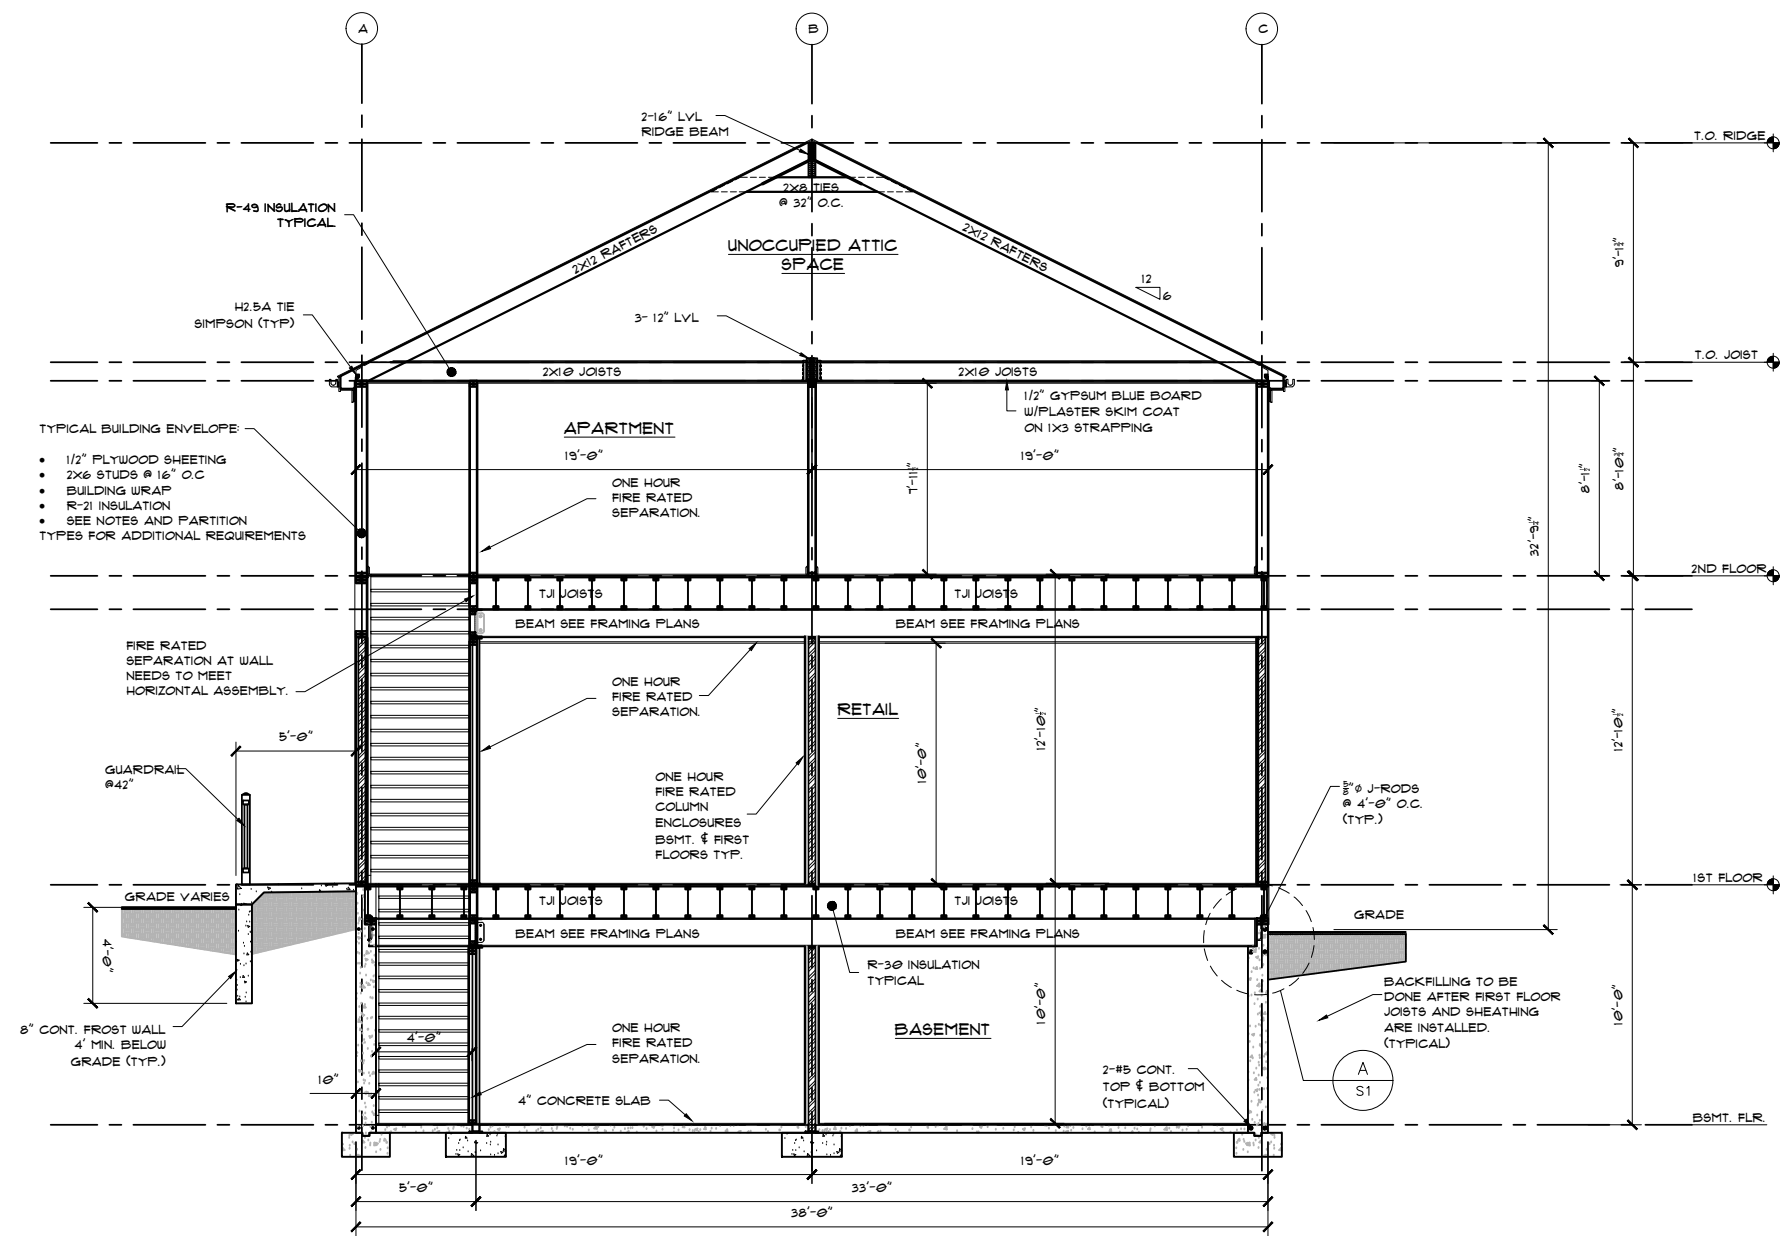 A
B
C
2-16" LVL
RIDGE BEAM
T.O. RIDGE
2X8 TIES
@ 32" O.C.
R-49 INSULATION
TYPICAL
2X12 RAFTERS
2X12 RAFTERS
UNOCCUPIED ATTIC
SPACE
12
6
H2.5A TIE
SIMPSON (TYP)
3- 12" LVL
T.O. JOIST
2X10 JOISTS
2X10 JOISTS
1/2" GYPSUM BLUE BOARD
W/PLASTER SKIM COAT
ON 1X3 STRAPPING
APARTMENT
19'-0"
19'-0"
TYPICAL BUILDING ENVELOPE:
• 1/2" PLYWOOD SHEETING
• 2X6 STUDS @ 16" O.C
• BUILDING WRAP
• R-21 INSULATION
• SEE NOTES AND PARTITION
TYPES FOR ADDITIONAL REQUIREMENTS
ONE HOUR
FIRE RATED
SEPARATION.
7'-11½"
8'-1½"
8'-10¾"
32'-9¼"
2ND FLOOR
TJI JOISTS
TJI JOISTS
BEAM SEE FRAMING PLANS
BEAM SEE FRAMING PLANS
FIRE RATED
SEPARATION AT WALL
NEEDS TO MEET
HORIZONTAL ASSEMBLY.
ONE HOUR
FIRE RATED
SEPARATION.
RETAIL
5'-0"
GUARDRAIL
@42"
ONE HOUR
FIRE RATED
COLUMN
ENCLOSURES
BSMT. & FIRST
FLOORS TYP.
10'-0"
12'-10½"
12'-10½"
⅝"Ø J-RODS
@ 4'-0" O.C.
(TYP.)
1ST FLOOR
GRADE VARIES
TJI JOISTS
TJI JOISTS
GRADE
BEAM SEE FRAMING PLANS
BEAM SEE FRAMING PLANS
4'-0"
R-30 INSULATION
TYPICAL
BACKFILLING TO BE
DONE AFTER FIRST FLOOR
JOISTS AND SHEATHING
ARE INSTALLED.
(TYPICAL)
8" CONT. FROST WALL
4' MIN. BELOW
GRADE (TYP.)
4'-0"
ONE HOUR
FIRE RATED
SEPARATION.
BASEMENT
10'-0"
10'-0"
10"
4" CONCRETE SLAB
2-#5 CONT.
TOP & BOTTOM
(TYPICAL)
A
S1
BSMT. FLR.
19'-0"
19'-0"
5'-0"
33'-0"
38'-0"